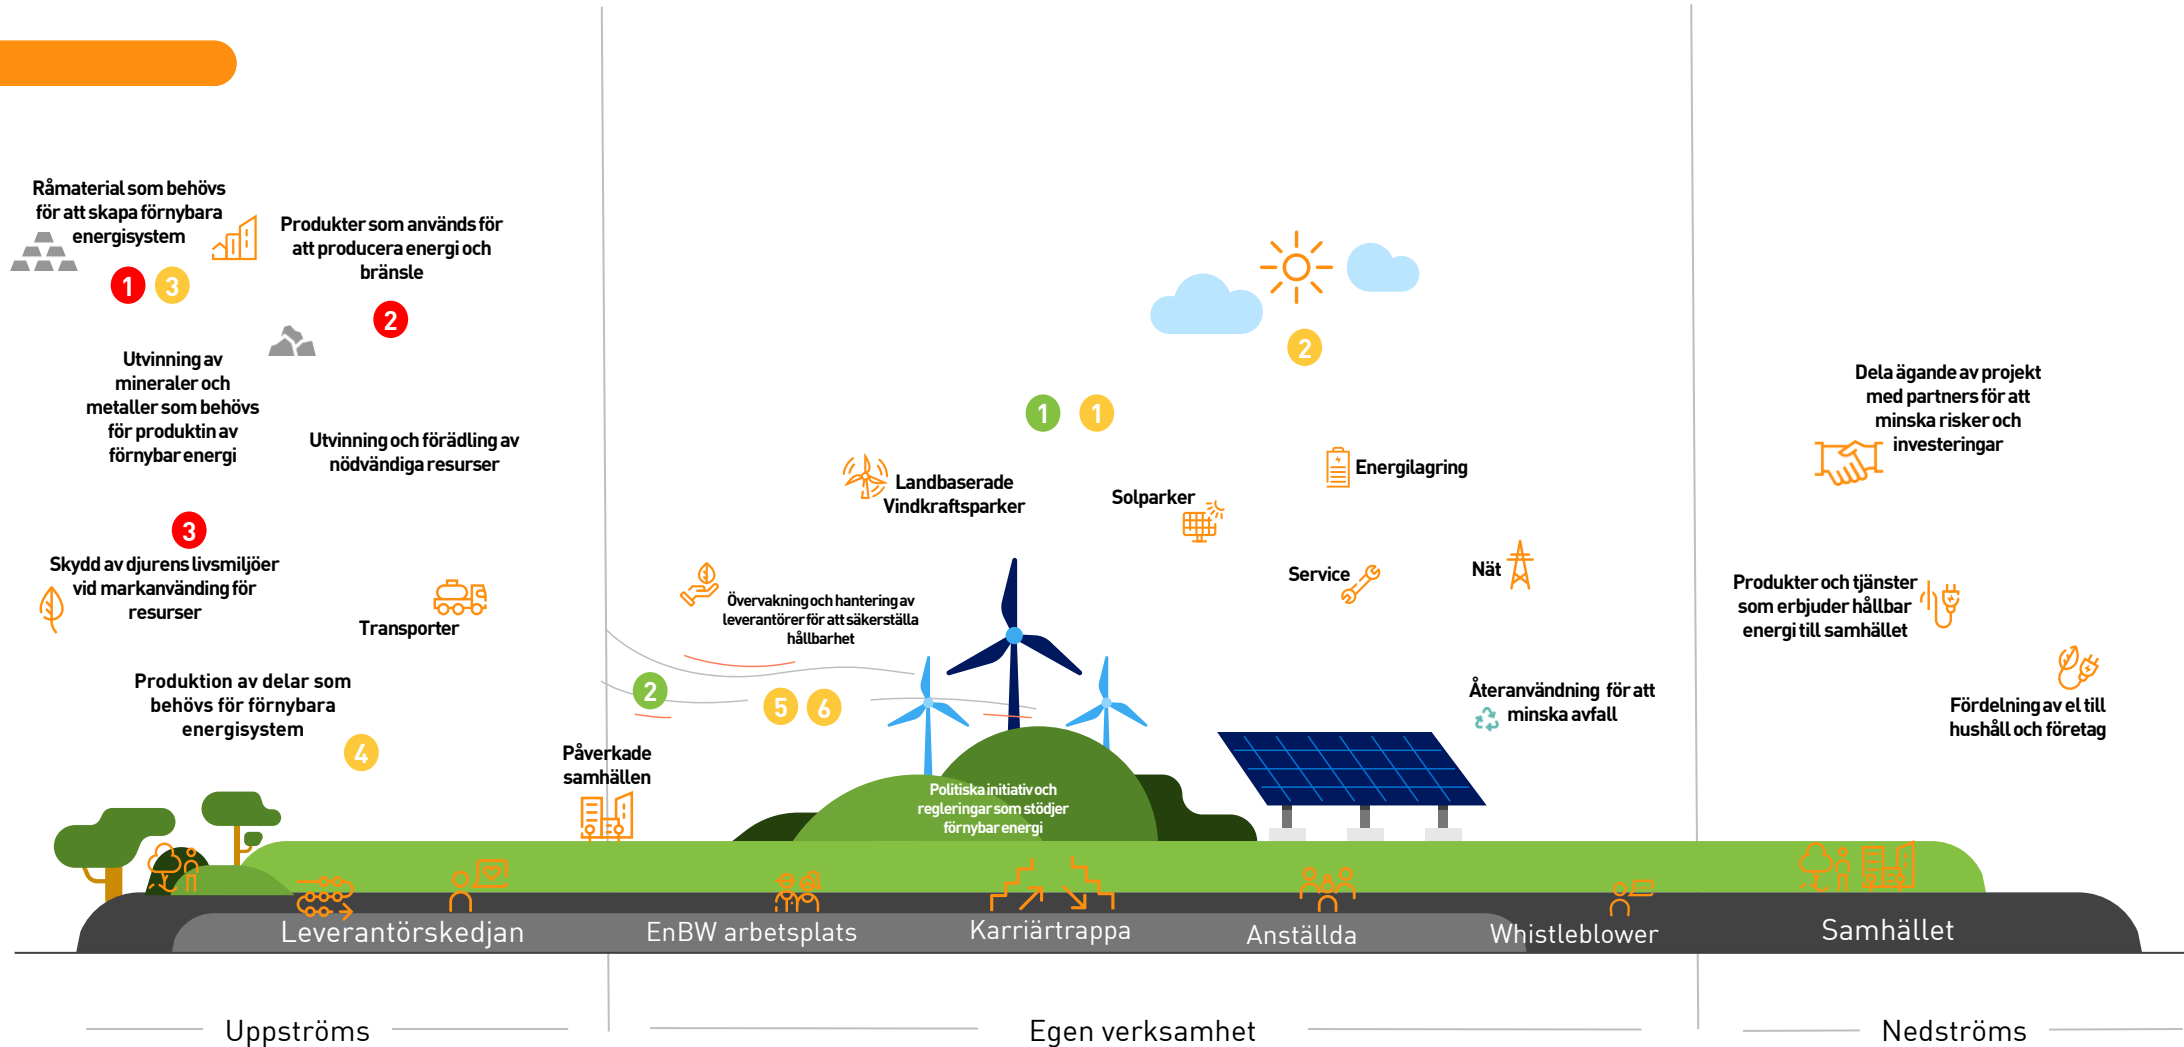 Råmaterial som behövs
för att skapa förnybara
energisystem
1 3
Produkter som används för
att producera energi och
bränsle
2
Utvinning av
mineraler och
metaller som behövs
för produktin av
förnybar energi
Utvinning och förädling av
nödvändiga resurser
3
Skydd av djurens livsmiljöer
vid markanvänding för
resurser
Transporter
Produktion av delar som
behövs för förnybara
energisystem
4
Påverkade
samhällen
2
1 1
Landbaserade
Vindkraftsparker
Solparker
Energilagring
Service
Nät
Övervakning och hantering av
leverantörer för att säkerställa
hållbarhet
2
5 6
Återanvändning för att
minska avfall
Politiska initiativ och
regleringar som stödjer
förnybar energi
Dela ägande av projekt
med partners för att
minska risker och
investeringar
Produkter och tjänster
som erbjuder hållbar
energi till samhället
Fördelning av el till
hushåll och företag
Leverantörskedjan
EnBW arbetsplats
Karriärtrappa
Anställda
Whistleblower
Samhället
Uppströms
Egen verksamhet
Nedströms